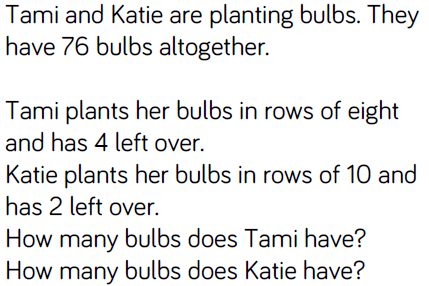 Tami and Katie are planting bulbs. They
have 76 bulbs altogether.
Tami plants her bulbs in rows of eight
and has 4 left over.
Katie plants her bulbs in rows of 10 and
has 2 left over.
How many bulbs does Tami have?
How many bulbs does Katie have?